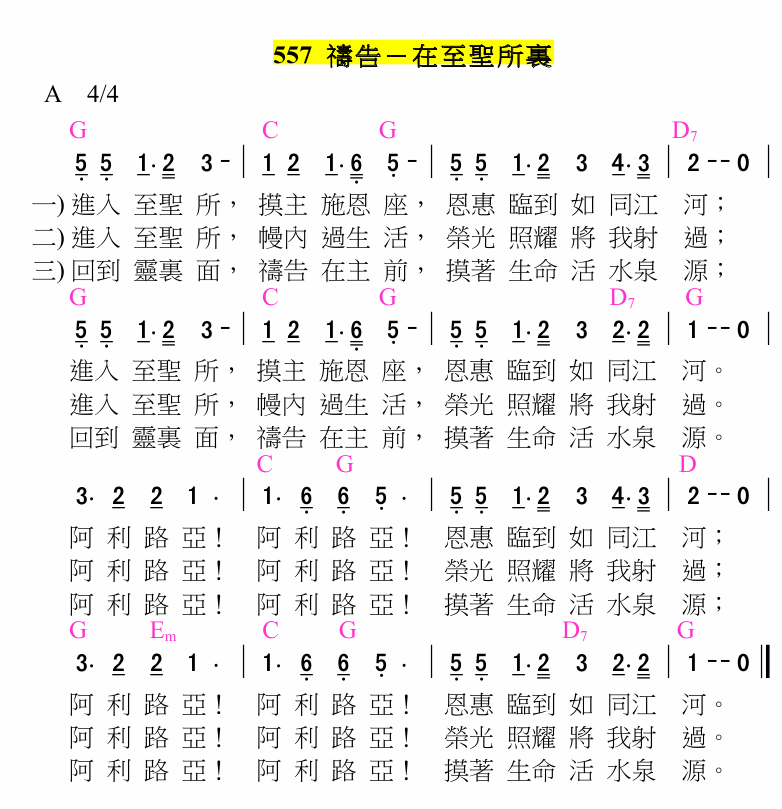 557 禱告－在至聖所裏
A 4/4
G C G D7
5 5 1· 2 3 - | 1 2 1· 6 5 - | 5 5 1· 2 3 4· 3 | 2 - - 0 |
一) 進入 至聖 所， 摸主 施恩 座， 恩惠 臨到 如 同江 河；
二) 進入 至聖 所， 幔內 過生 活， 榮光 照耀 將 我射 過；
三) 回到 靈裏 面， 禱告 在主 前， 摸著 生命 活 水泉 源；
G C G D7 G
5 5 1· 2 3 - | 1 2 1· 6 5 - | 5 5 1· 2 3 2· 2 | 1 - - 0 |
進入 至聖 所， 摸主 施恩 座， 恩惠 臨到 如 同江 河。
進入 至聖 所， 幔內 過生 活， 榮光 照耀 將 我射 過。
回到 靈裏 面， 禱告 在主 前， 摸著 生命 活 水泉 源。
C G D
3· 2 2 1 · | 1· 6 6 5 · | 5 5 1· 2 3 4· 3 | 2 - - 0 |
阿 利 路 亞！ 阿 利 路 亞！ 恩惠 臨到 如 同江 河；
阿 利 路 亞！ 阿 利 路 亞！ 榮光 照耀 將 我射 過；
阿 利 路 亞！ 阿 利 路 亞！ 摸著 生命 活 水泉 源；
G Em C G D7 G
3· 2 2 1 · | 1· 6 6 5 · | 5 5 1· 2 3 2· 2 | 1 - - 0 ||
阿 利 路 亞！ 阿 利 路 亞！ 恩惠 臨到 如 同江 河。
阿 利 路 亞！ 阿 利 路 亞！ 榮光 照耀 將 我射 過。
阿 利 路 亞！ 阿 利 路 亞！ 摸著 生命 活 水泉 源。